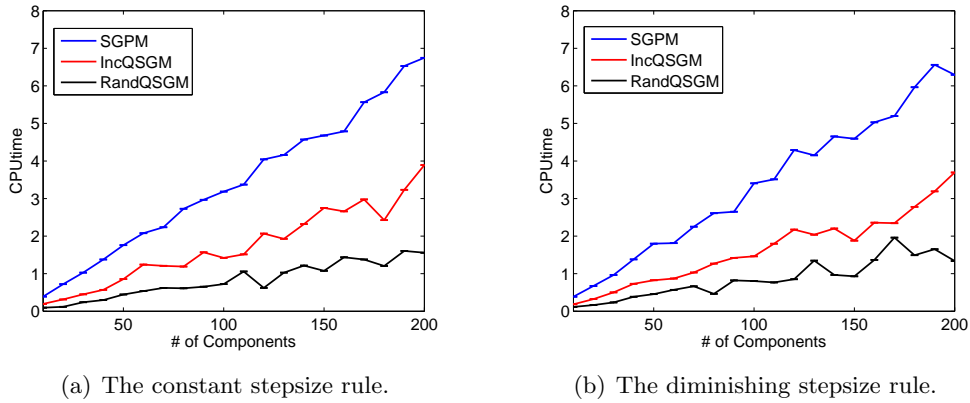 8
7
6
5
4
3
2
1
0
CPUtime
SGPM
IncQSGM
RandQSGM
50
100
150
200
# of Components
(a) The constant stepsize rule.
8
7
6
5
4
3
2
1
0
CPUtime
SGPM
IncQSGM
RandQSGM
50
100
150
200
# of Components
(b) The diminishing stepsize rule.